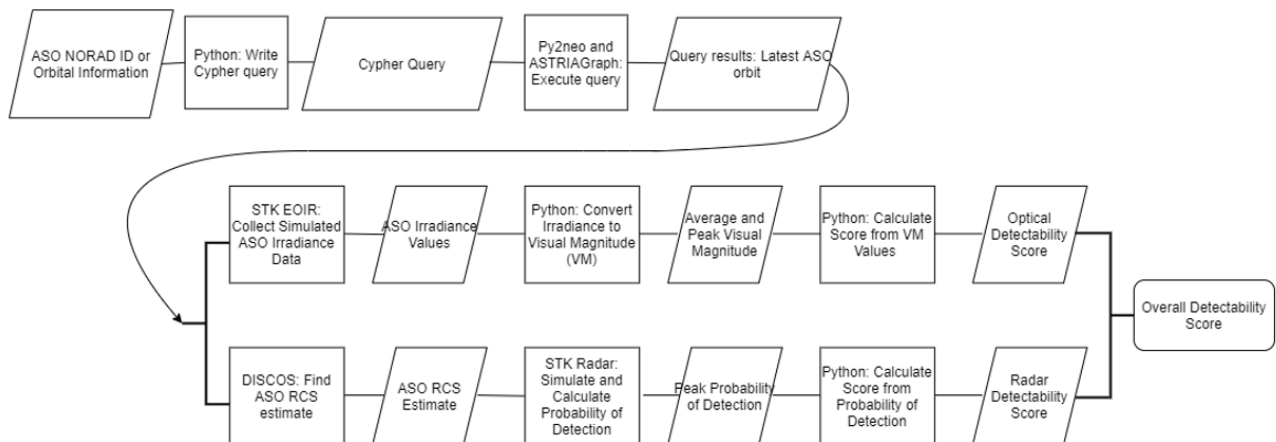 ASO NORAD ID or
Orbital Information
Python: Write
Cypher query
Cypher Query
Py2neo and
ASTRIAGraph:
Execute query
Query results: Latest ASO
orbit
STK EOIR:
Collect Simulated
ASO Irradiance
Data
ASO Irradiance
Values
Python: Convert
Irradiance to
Visual Magnitude
(VM)
Average and
Peak Visual
Magnitude
Python: Calculate
Score from VM
Values
Optical
Detectability
Score
DISCOS: Find
ASO RCS
estimate
ASO RCS
Estimate
STK Radar:
Simulate and
Calculate
Probability of
Detection
Peak Probability
of Detection
Python: Calculate
Score from
Probability of
Detection
Radar
Detectability
Score
Overall Detectability
Score